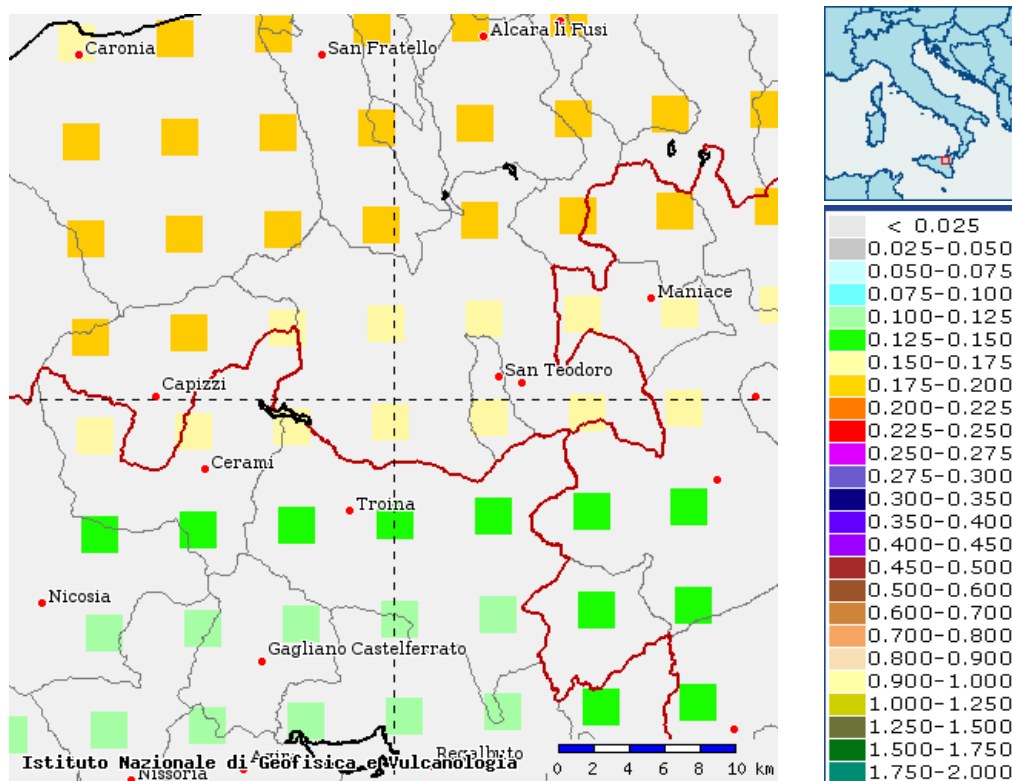 Caronia
San Fratello
Alcara li Fusi
Maniace
San Teodoro
Capizzi
Cerami
Troina
Nicosia
Gagliano Castelferrato
Regalbuto
Istituto Nazionale di Geofisica e Vulcanologia
Nissoria
0 2 4 6 8 10 km
< 0.025
0.025-0.050
0.050-0.075
0.075-0.100
0.100-0.125
0.125-0.150
0.150-0.175
0.175-0.200
0.200-0.225
0.225-0.250
0.250-0.275
0.275-0.300
0.300-0.350
0.350-0.400
0.400-0.450
0.450-0.500
0.500-0.600
0.600-0.700
0.700-0.800
0.800-0.900
0.900-1.000
1.000-1.250
1.250-1.500
1.500-1.750
1.750-2.000